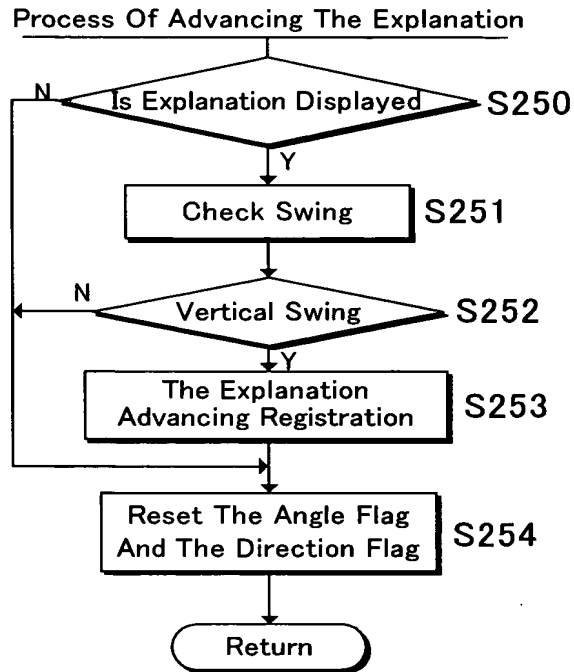 Process Of Advancing The Explanation
N
Is Explanation Displayed
S250
Y
Check Swing
S251
N
Vertical Swing
S252
Y
The Explanation
Advancing Registration
S253
Reset The Angle Flag
And The Direction Flag
S254
Return